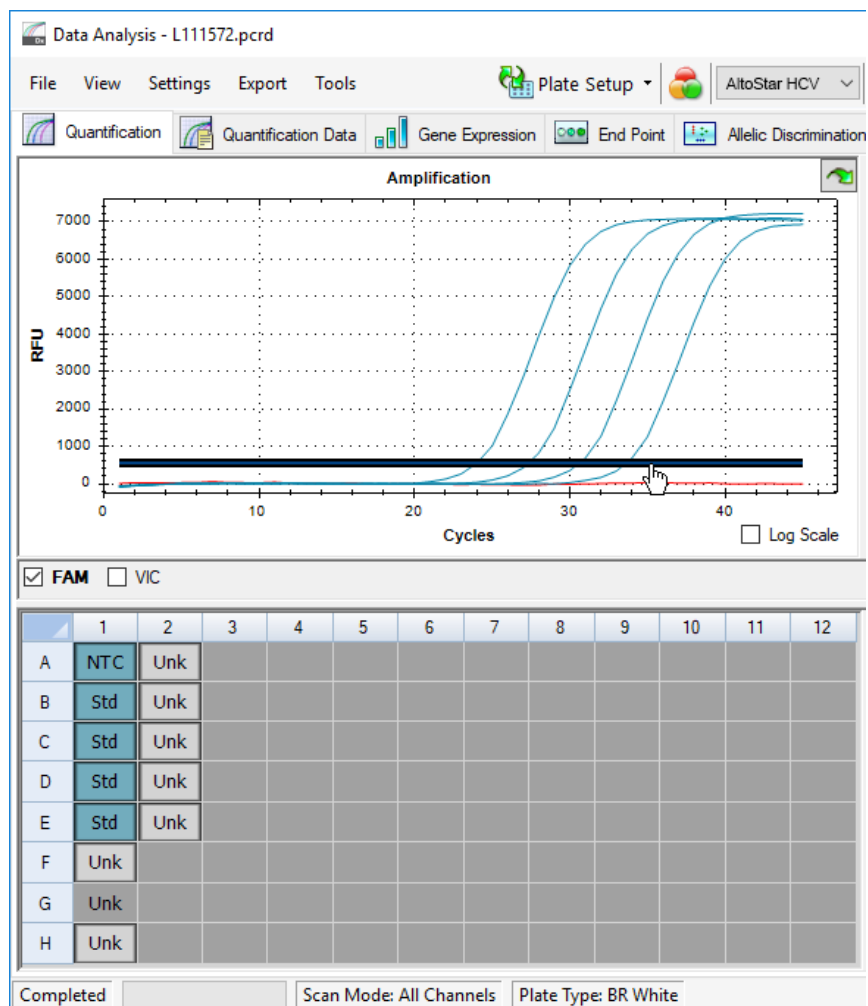 Data Analysis - L111572.pcrd
File View Settings Export Tools Plate Setup AltoStar HCV
Quantification Quantification Data Gene Expression End Point Allelic Discrimination
Amplification
7000
6000
5000
4000
3000
2000
1000
0
RFU
0 10 20 30 40
Cycles
Log Scale
FAM VIC
1 2 3 4 5 6 7 8 9 10 11 12
A NTC Unk
B Std Unk
C Std Unk
D Std Unk
E Std Unk
F Unk
G Unk
H Unk
Completed Scan Mode: All Channels Plate Type: BR White